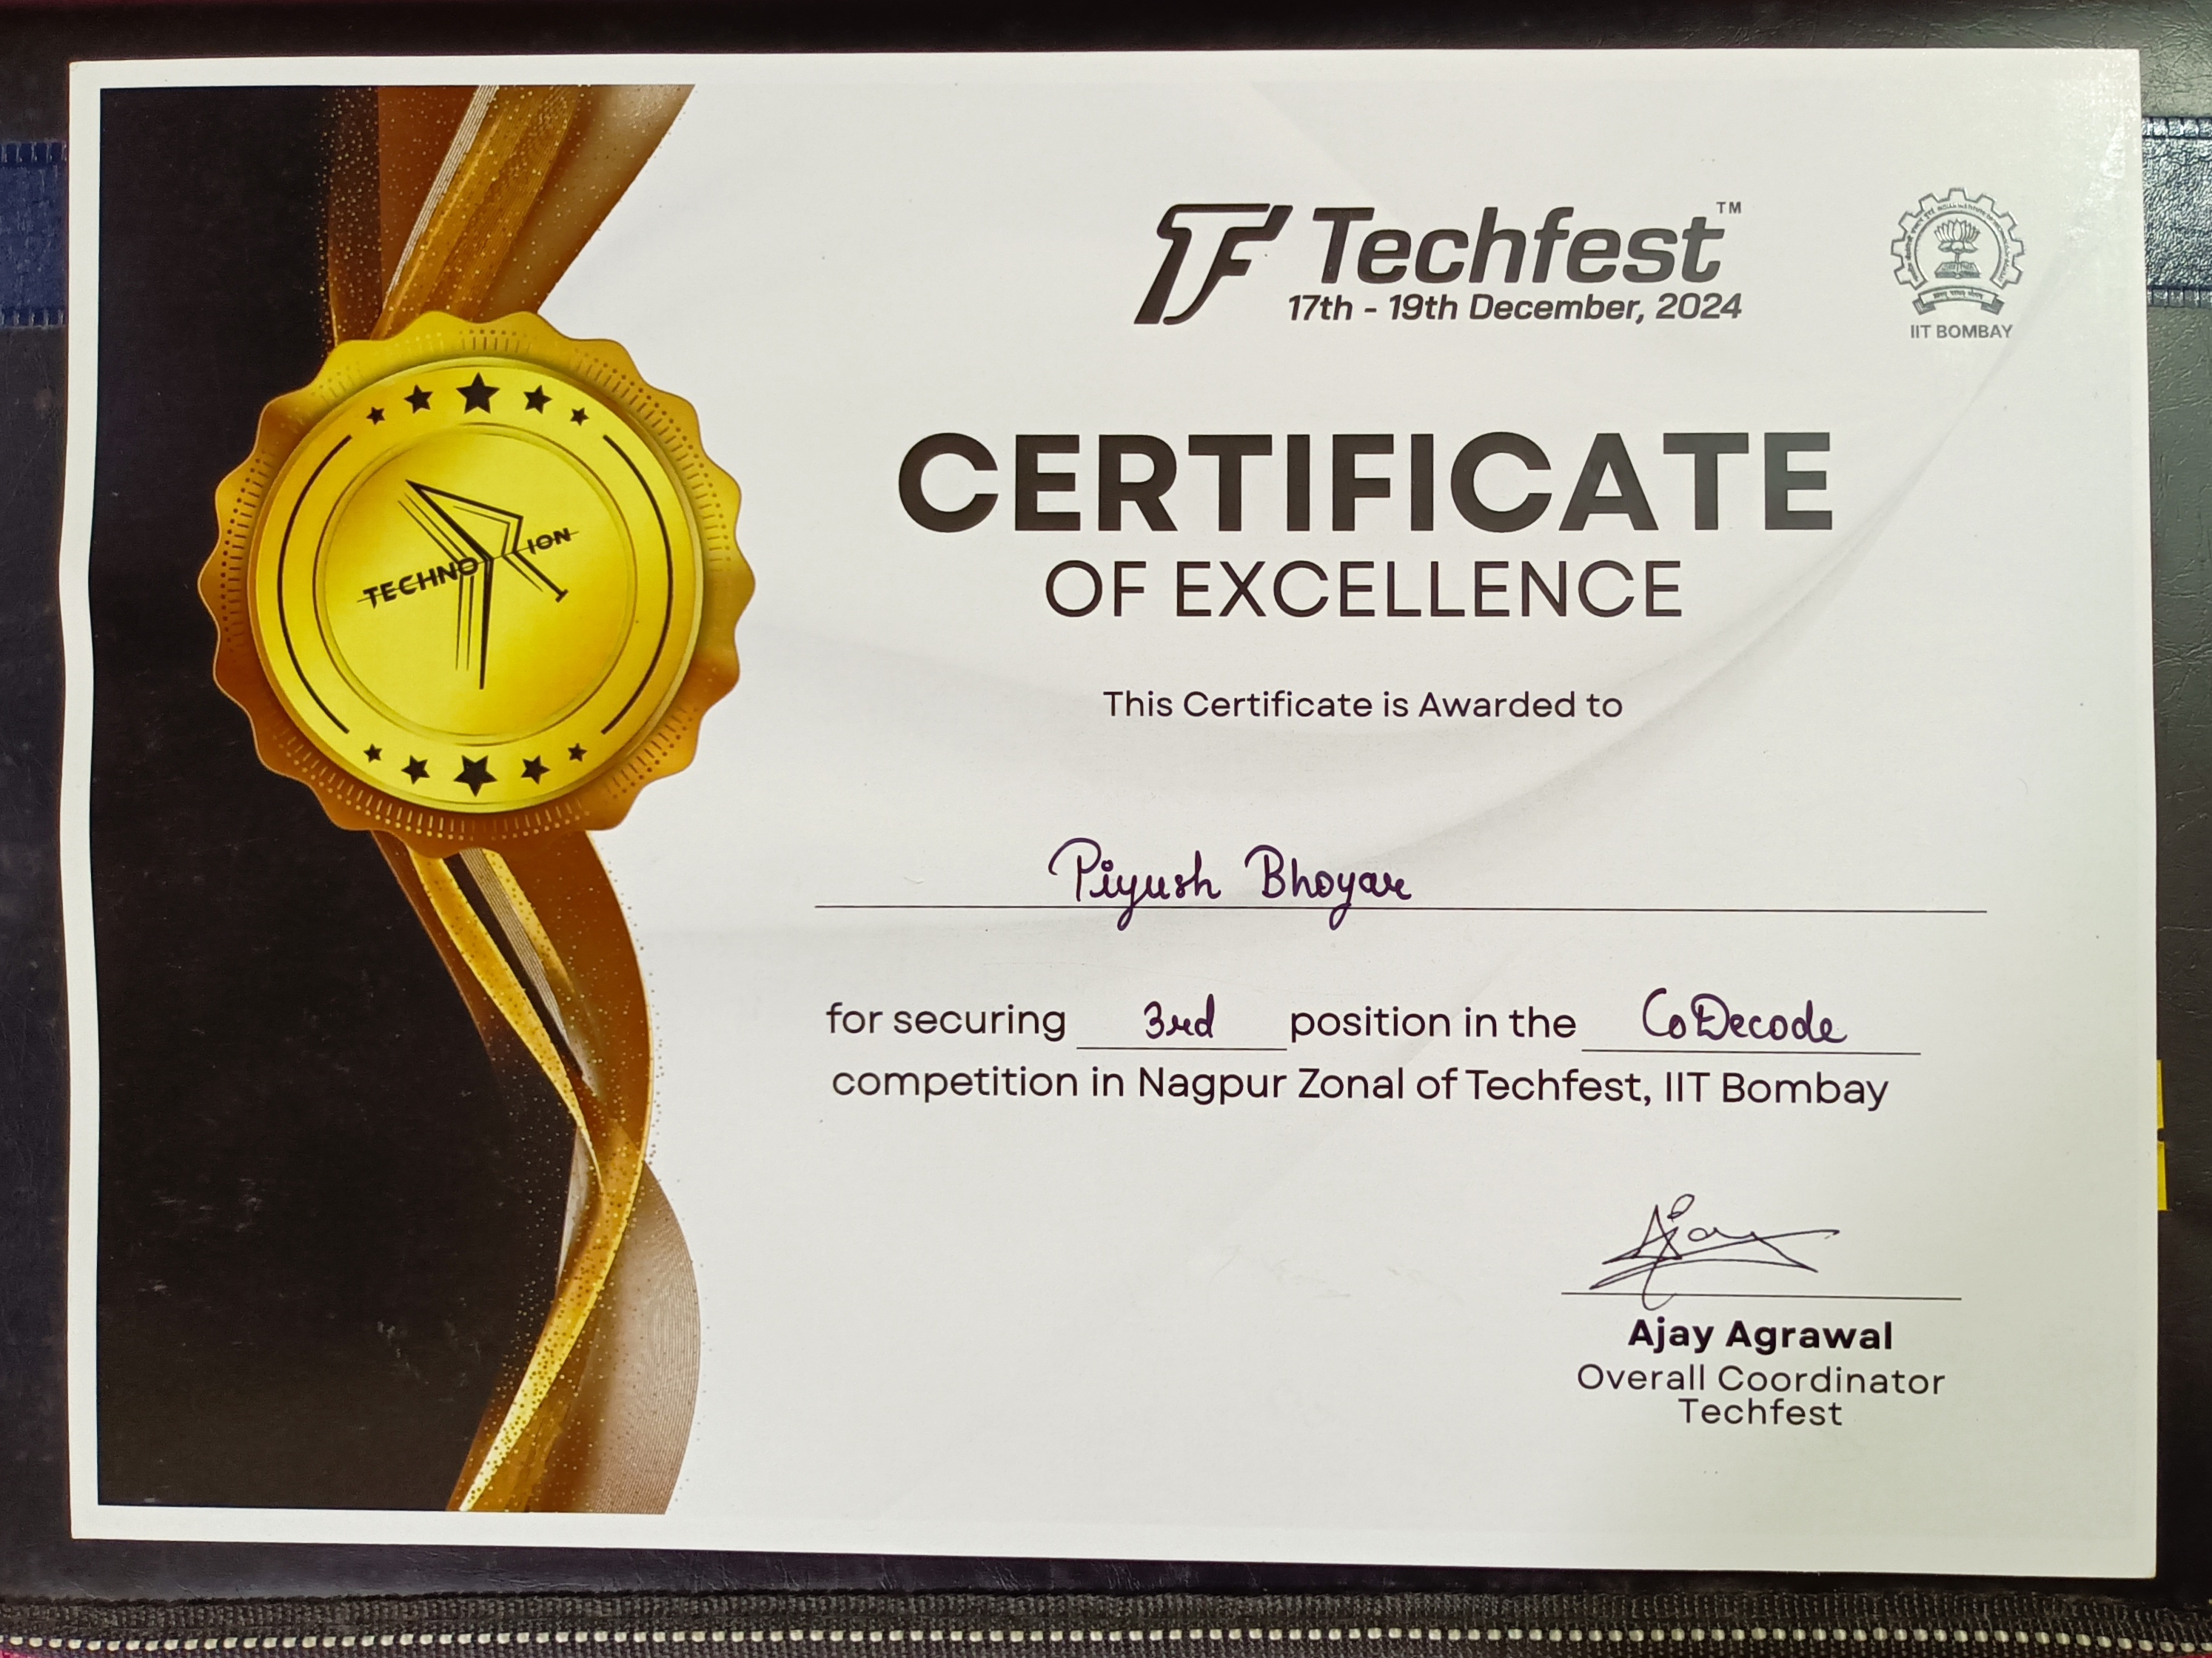 TF Techfest™
17th - 19th December, 2024
IIT BOMBAY
CERTIFICATE
OF EXCELLENCE
TECHNORION
This Certificate is Awarded to
Piyush Bhoyar
for securing 3rd position in the CoDecode
competition in Nagpur Zonal of Techfest, IIT Bombay
Ajay
Ajay Agrawal
Overall Coordinator
Techfest